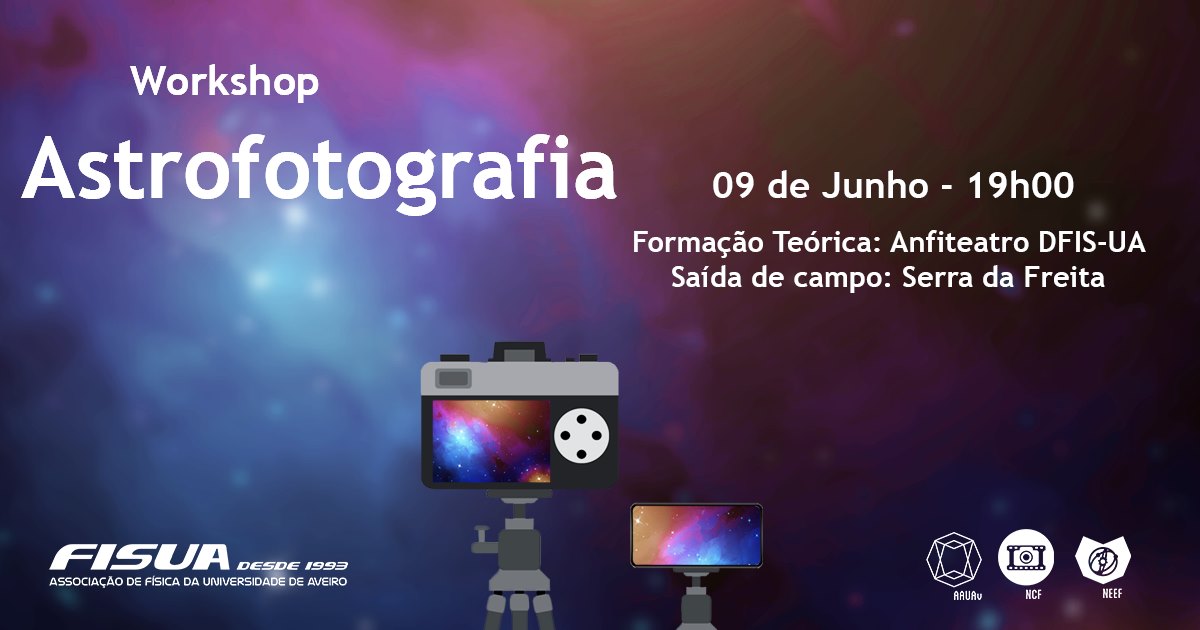 Workshop
Astrofotografia
09 de Junho - 19h00
Formação Teórica: Anfiteatro DFIS-UA
Saída de campo: Serra da Freita
FISUA DESDE 1993
ASSOCIAÇÃO DE FÍSICA DA UNIVERSIDADE DE AVEIRO
AAUAv
NCF
NEEF